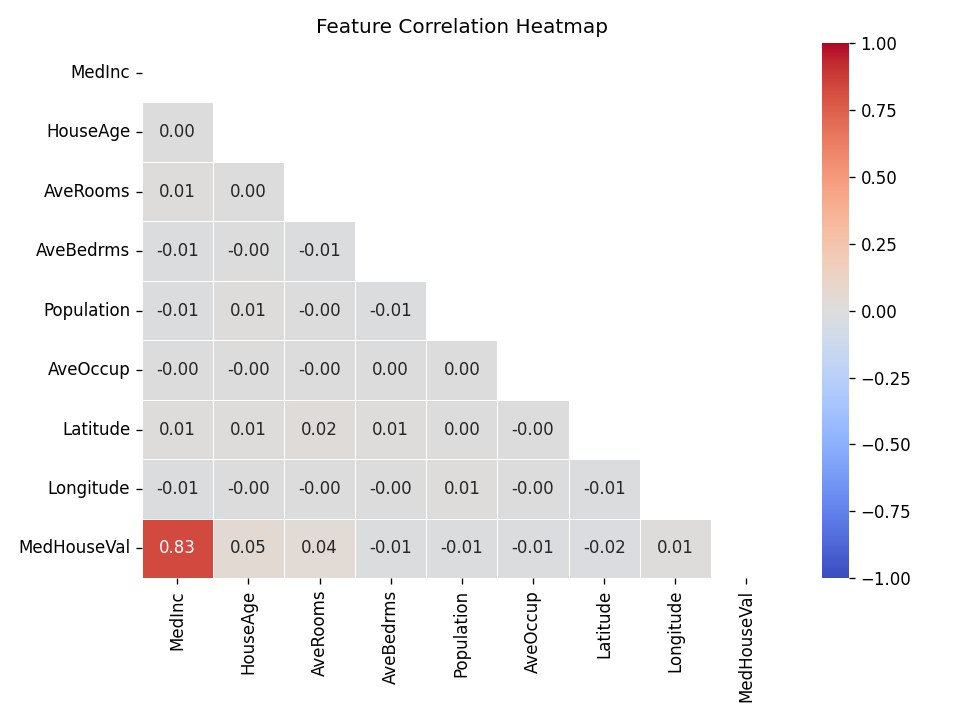 Feature Correlation Heatmap
MedInc
HouseAge 0.00
AveRooms 0.01 0.00
AveBedrms -0.01 -0.00 -0.01
Population -0.01 0.01 -0.00 -0.01
AveOccup -0.00 -0.00 -0.00 0.00 0.00
Latitude 0.01 0.01 0.02 0.01 0.00 -0.00
Longitude -0.01 -0.00 -0.00 -0.00 0.01 -0.00 -0.01
MedHouseVal 0.83 0.05 0.04 -0.01 -0.01 -0.01 -0.02 0.01
MedInc HouseAge AveRooms AveBedrms Population AveOccup Latitude Longitude MedHouseVal
1.00
0.75
0.50
0.25
0.00
−0.25
−0.50
−0.75
−1.00